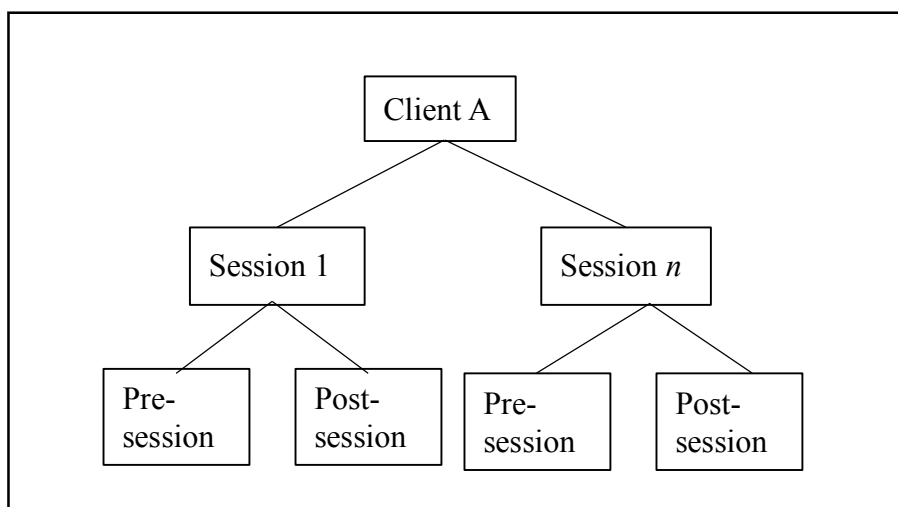 Client A
Session 1
Session n
Pre-
session
Post-
session
Pre-
session
Post-
session